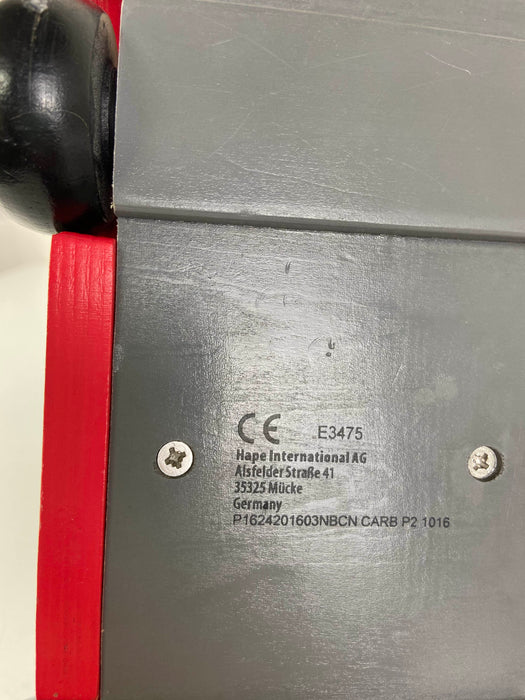 CE E3475
Hape International AG
Alsfelder Straße 41
35325 Mücke
Germany
P1624201603NBCN CARB P2 1016